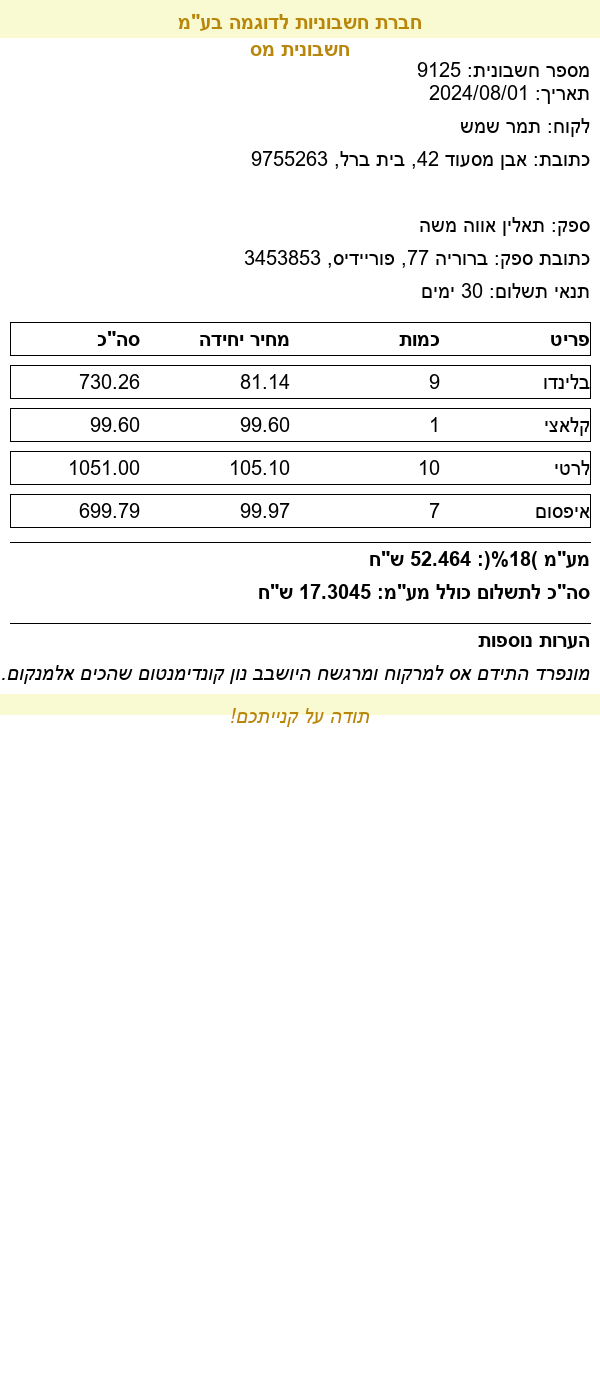 חברת חשבוניות לדוגמה בע"מ
חשבונית מס
מספר חשבונית: 9125
תאריך: 2024/08/01
לקוח: תמר שמש
כתובת: אבן מסעוד 42, בית ברל, 9755263
ספק: תאלין אווה משה
כתובת ספק: ברוריה 77, פוריידיס, 3453853
תנאי תשלום: 30 ימים
פריט כמות מחיר יחידה סה"כ
בלינדו 9 81.14 730.26
קלאצי 1 99.60 99.60
לרטי 10 105.10 1051.00
איפסום 7 99.97 699.79
מע"מ )18%(: 52.464 ש"ח
סה"כ לתשלום כולל מע"מ: 17.3045 ש"ח
הערות נוספות
מונפרד התידם אס למרקוח ומרגשח היושבב נון קונדימנטום שהכים אלמנקום.
תודה על קנייתכם!